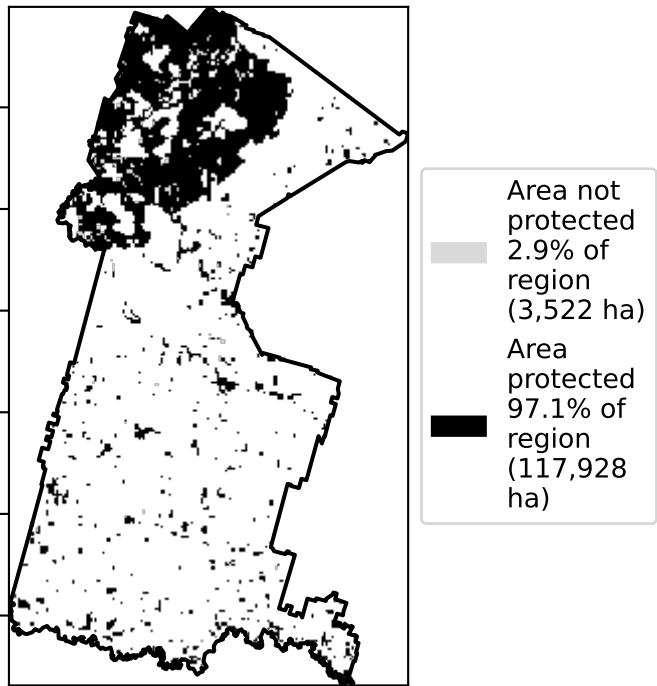 Area not
protected
2.9% of
region
(3,522 ha)
Area
protected
97.1% of
region
(117,928
ha)